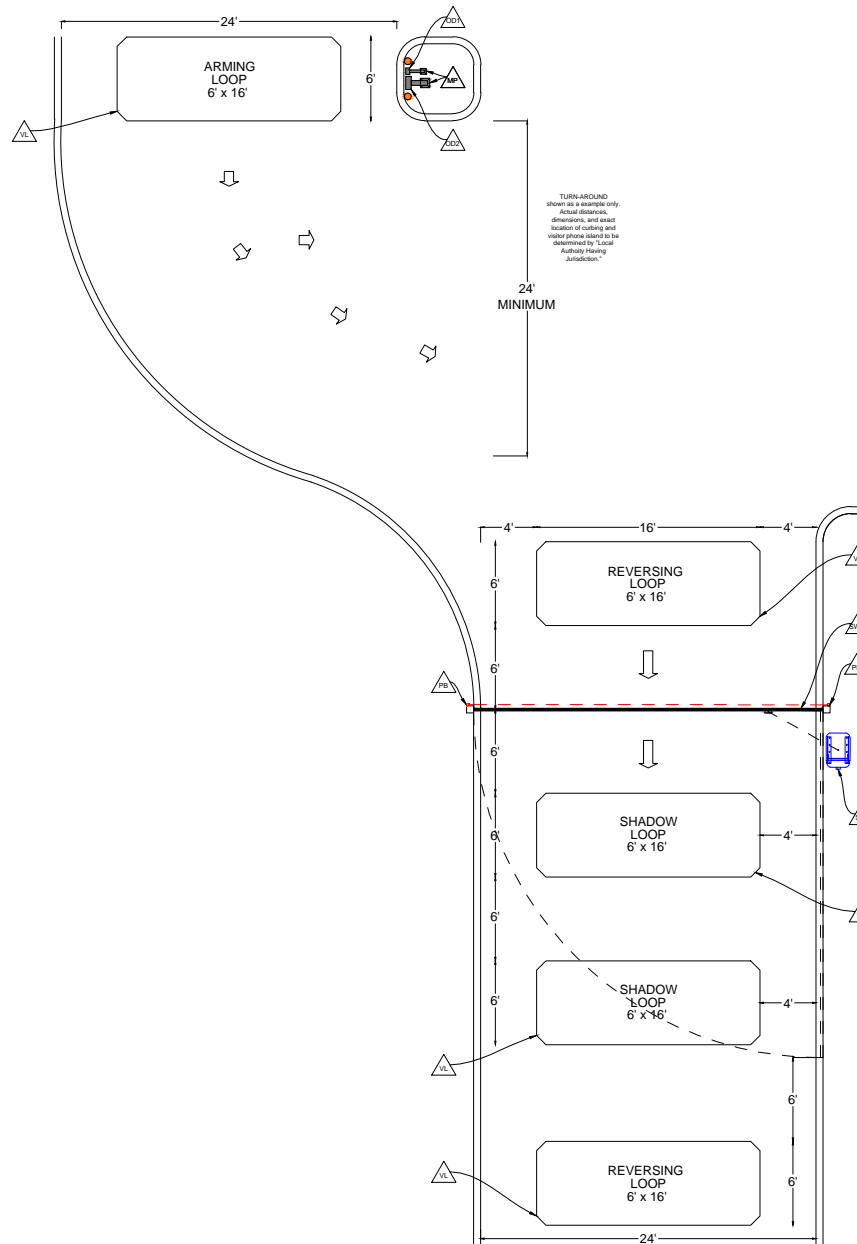 24'
OD1
ARMING
LOOP
6' x 16'
6'
MP
VL
OD2
TURN-AROUND
shown as a example only.
Actual distances,
dimensions, and exact
location of curbing and
visitor phone island to be
determined by "Local
Authoity Having
Jurisdiction."
24'
MINIMUM
4'
16'
4'
6'
REVERSING
LOOP
6' x 16'
6'
PB
6'
SHADOW
LOOP
6' x 16'
6'
4'
6'
SHADOW
LOOP
6' x 16'
6'
4'
VL
6'
REVERSING
LOOP
6' x 16'
VL
6'
24'